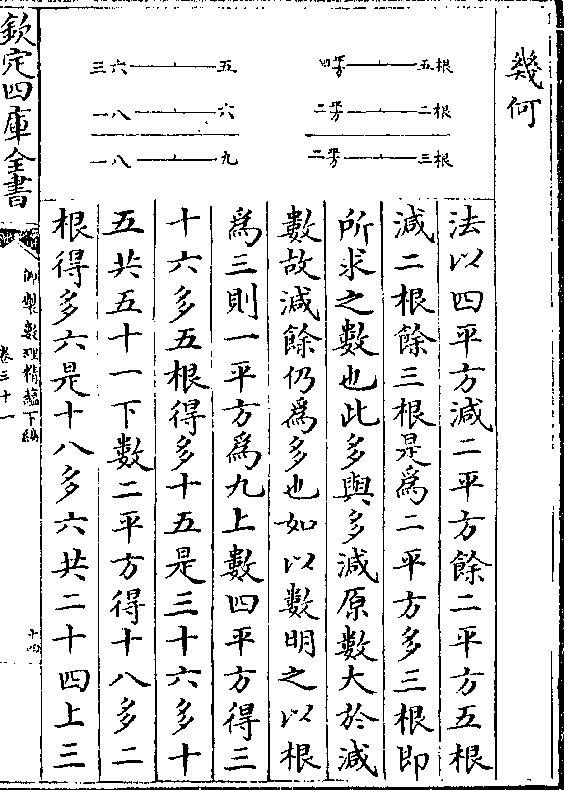 幾何
四平方⊥五根
二平方⊥二根
二平方⊥三根
三六⊥五
一八⊥六
一八⊥九
法以四平方減二平方餘二平方五根
減二根餘三根是為二平方多三根即
所求之數也此多與多減原數大於減
數故減餘仍為多也如以數明之以根
為三則一平方為九上數四平方得三
十六多五根得多十五是三十六多十
五共五十一下數二平方得十八多二
根得多六是十八多六共二十四上三
欽定四庫全書
御製數理精蘊下編
卷三十一
十四